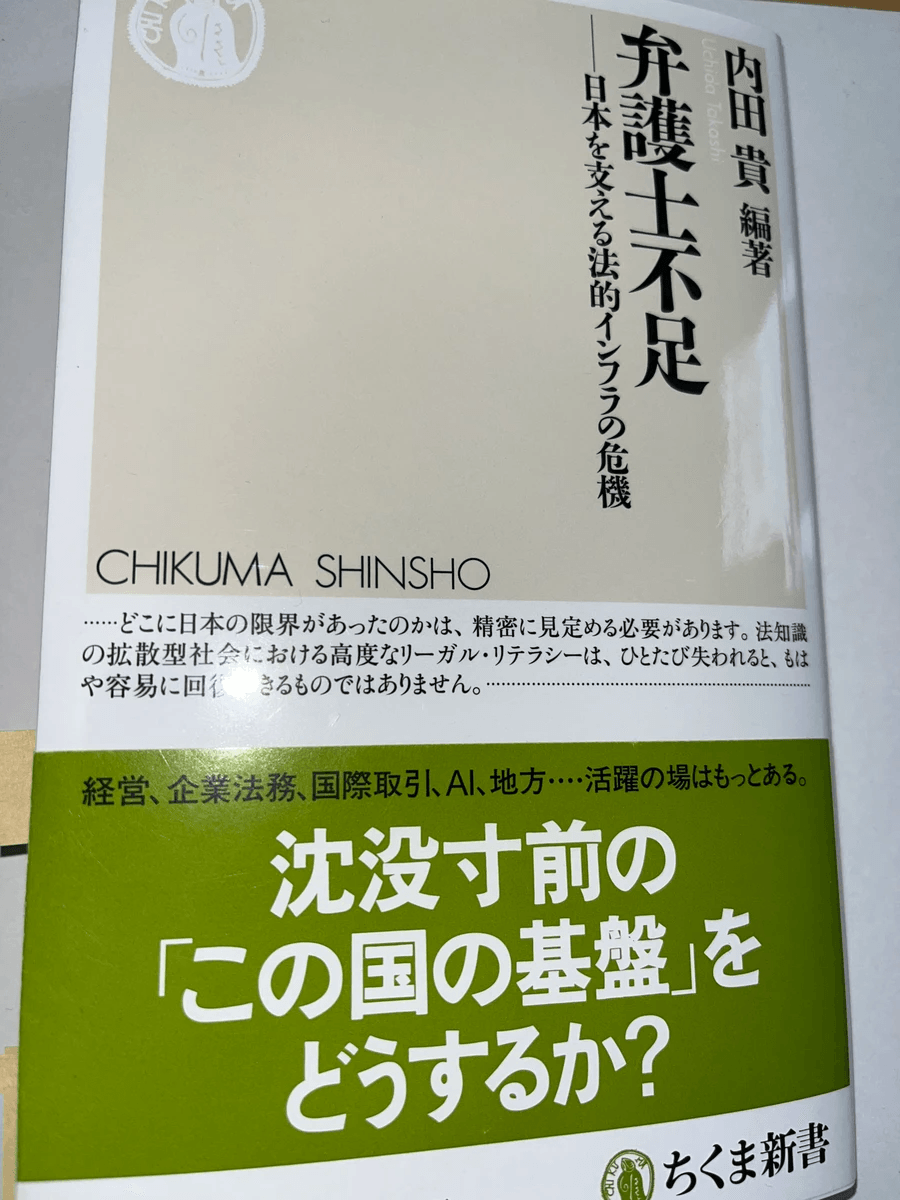 内田 貴 編著
Uchida Takashi
弁護士不足
――日本を支える法的インフラの危機
CHIKUMA SHINSHO
……どこに日本の限界があったのかは、精密に見定める必要があります。法知識
の拡散型社会における高度なリーガル・リテラシーは、ひとたび失われると、もは
や容易に回復できるものではありません。…………………………………
経営、企業法務、国際取引、AI、地方……活躍の場はもっとある。
沈没寸前の
「この国の基盤」を
どうするか?
ちくま新書